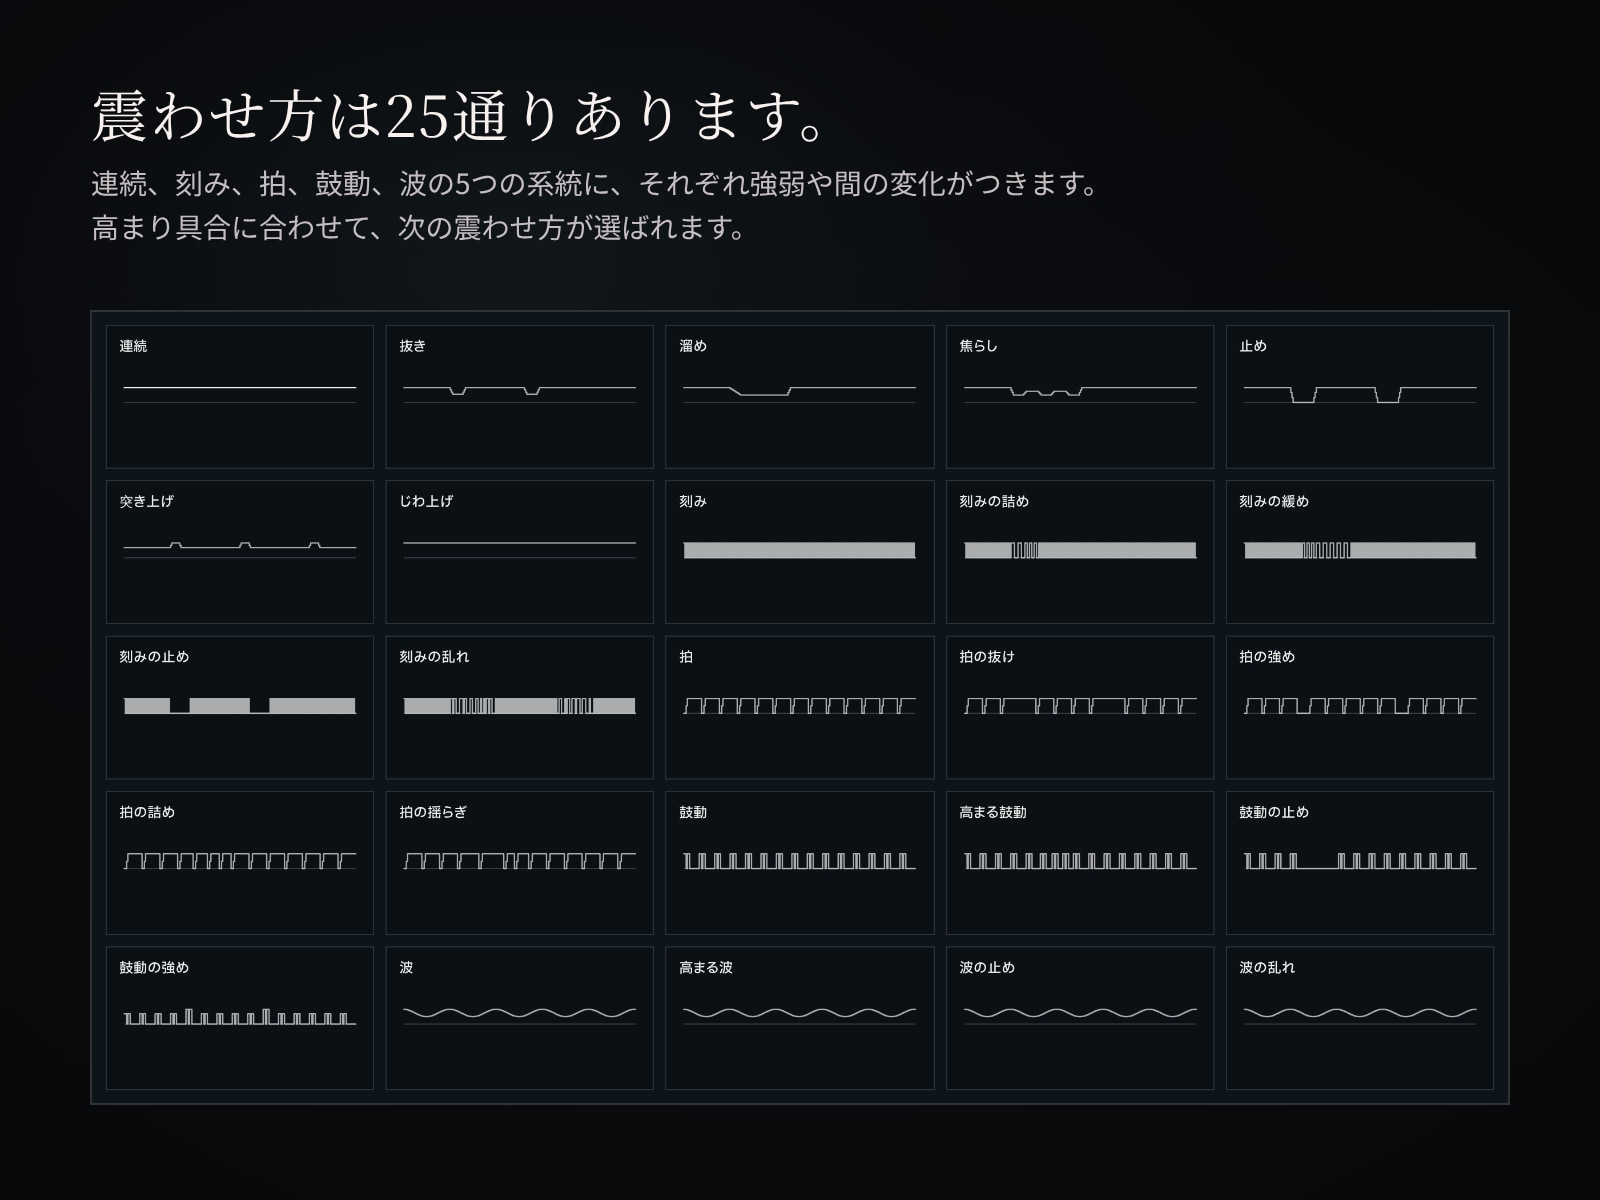 震わせ方は25通りあります。
連続、刻み、拍、鼓動、波の5つの系統に、それぞれ強弱や間の変化がつきます。
高まり具合に合わせて、次の震わせ方が選ばれます。
連続
抜き
溜め
焦らし
止め
突き上げ
じわ上げ
刻み
刻みの詰め
刻みの緩め
刻みの止め
刻みの乱れ
拍
拍の抜け
拍の強め
拍の詰め
拍の揺らぎ
鼓動
高まる鼓動
鼓動の止め
鼓動の強め
波
高まる波
波の止め
波の乱れ